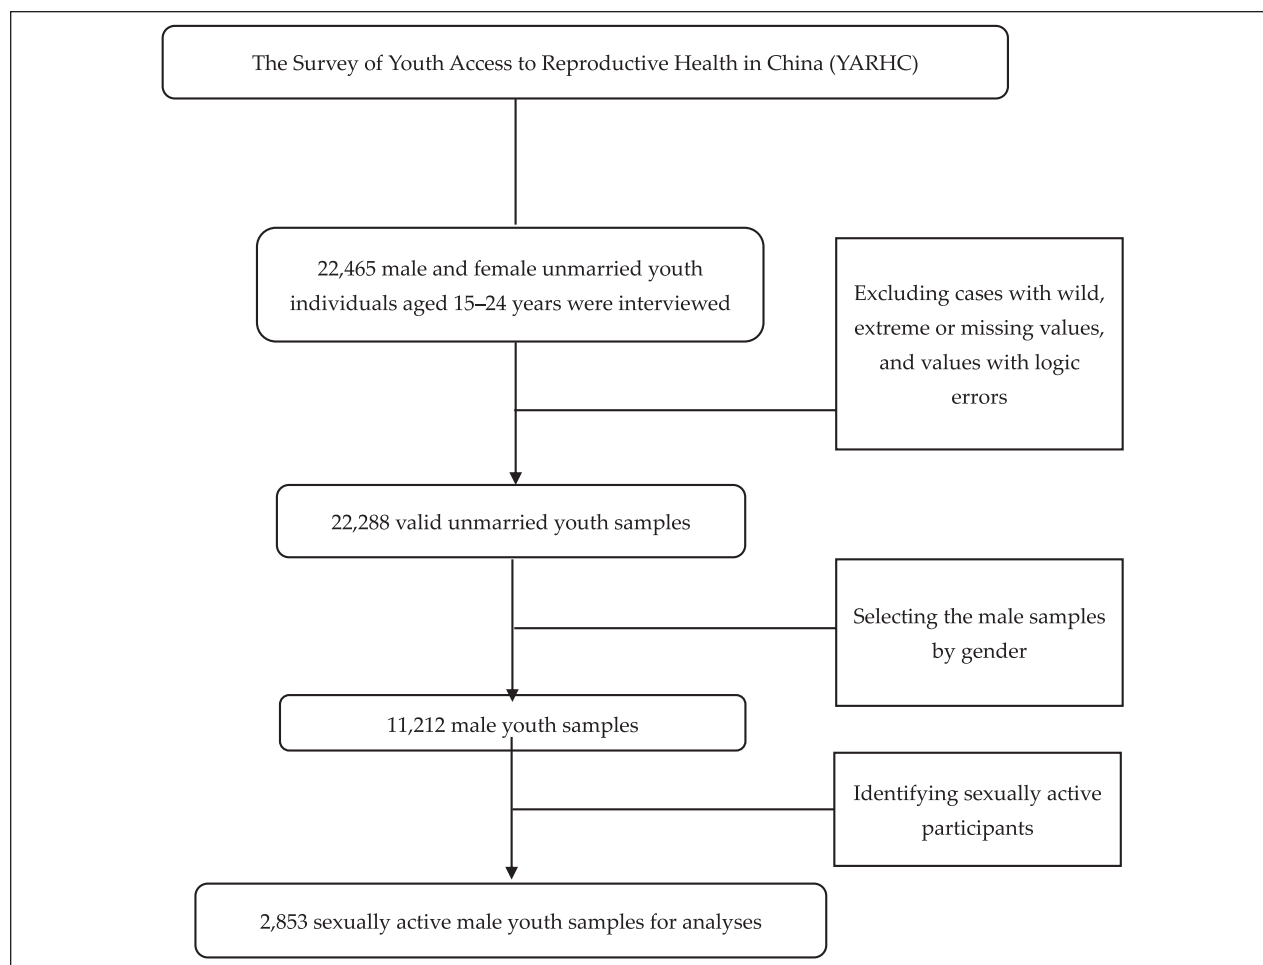 The Survey of Youth Access to Reproductive Health in China (YARHC)
22,465 male and female unmarried youth
individuals aged 15–24 years were interviewed
Excluding cases with wild,
extreme or missing values,
and values with logic
errors
22,288 valid unmarried youth samples
Selecting the male samples
by gender
11,212 male youth samples
Identifying sexually active
participants
2,853 sexually active male youth samples for analyses